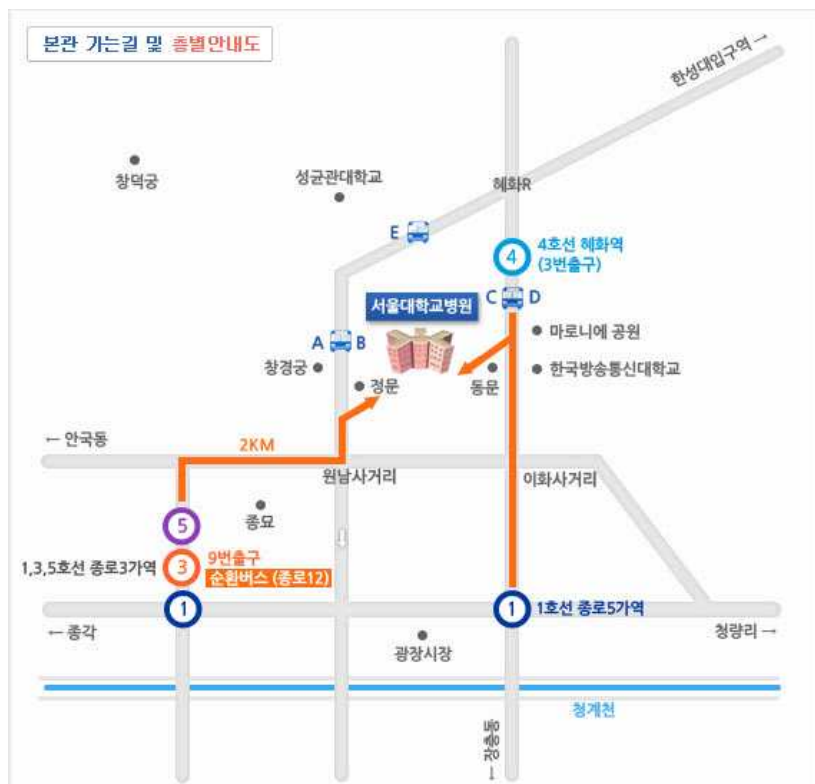 본관 가는길 및 층별안내도
한성대입구역 →
창덕궁
성균관대학교
혜화R
E
4
4호선 혜화역
(3번출구)
C D
서울대학교병원
A B
마로니에 공원
창경궁
정문
동문
한국방송통신대학교
← 안국동
2KM
원남사거리
이화사거리
5
종묘
1,3,5호선 종로3가역
3
9번출구
순환버스 (종로12)
1
1
1호선 종로5가역
← 종각
광장시장
청량리 →
청계천
← 장충동